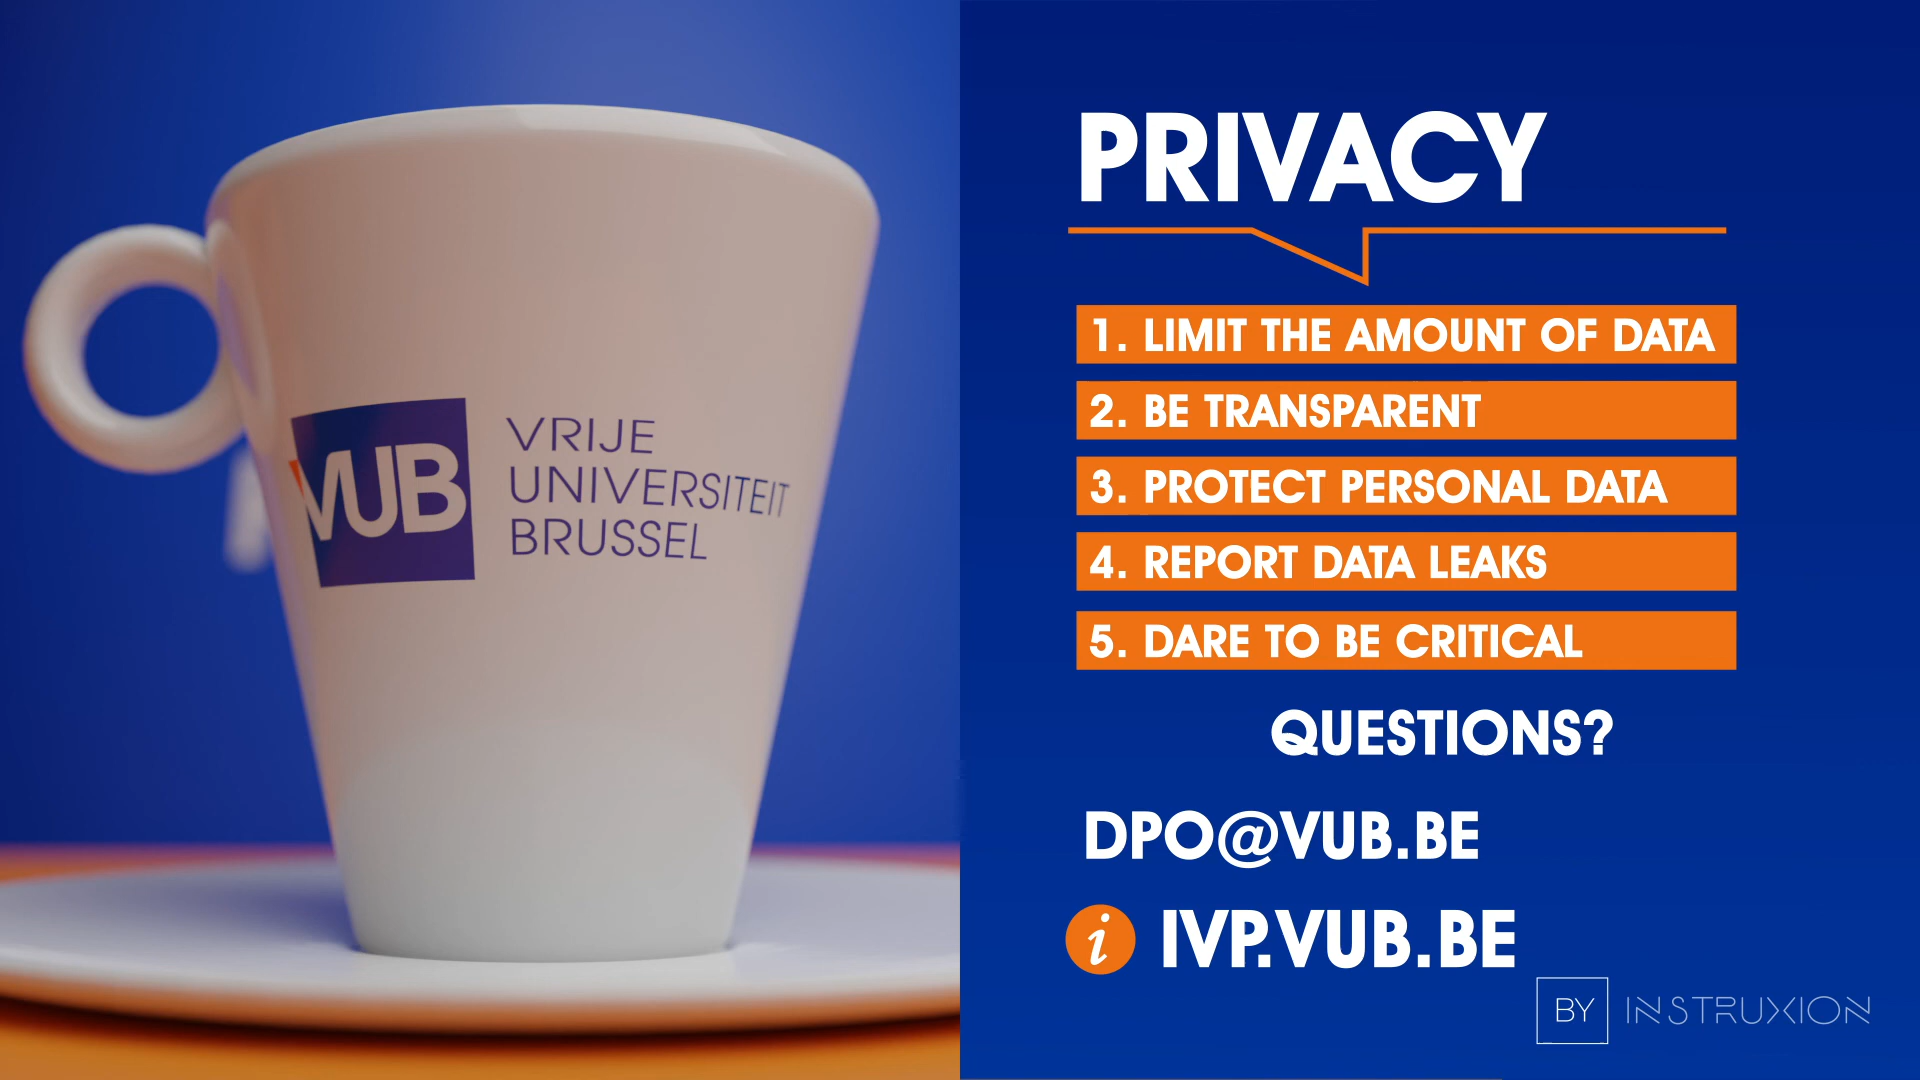 VUB
VRIJE
UNIVERSITEIT
BRUSSEL
PRIVACY
1. LIMIT THE AMOUNT OF DATA
2. BE TRANSPARENT
3. PROTECT PERSONAL DATA
4. REPORT DATA LEAKS
5. DARE TO BE CRITICAL
QUESTIONS?
DPO@VUB.BE
i IVP.VUB.BE
BY INSTRUXION